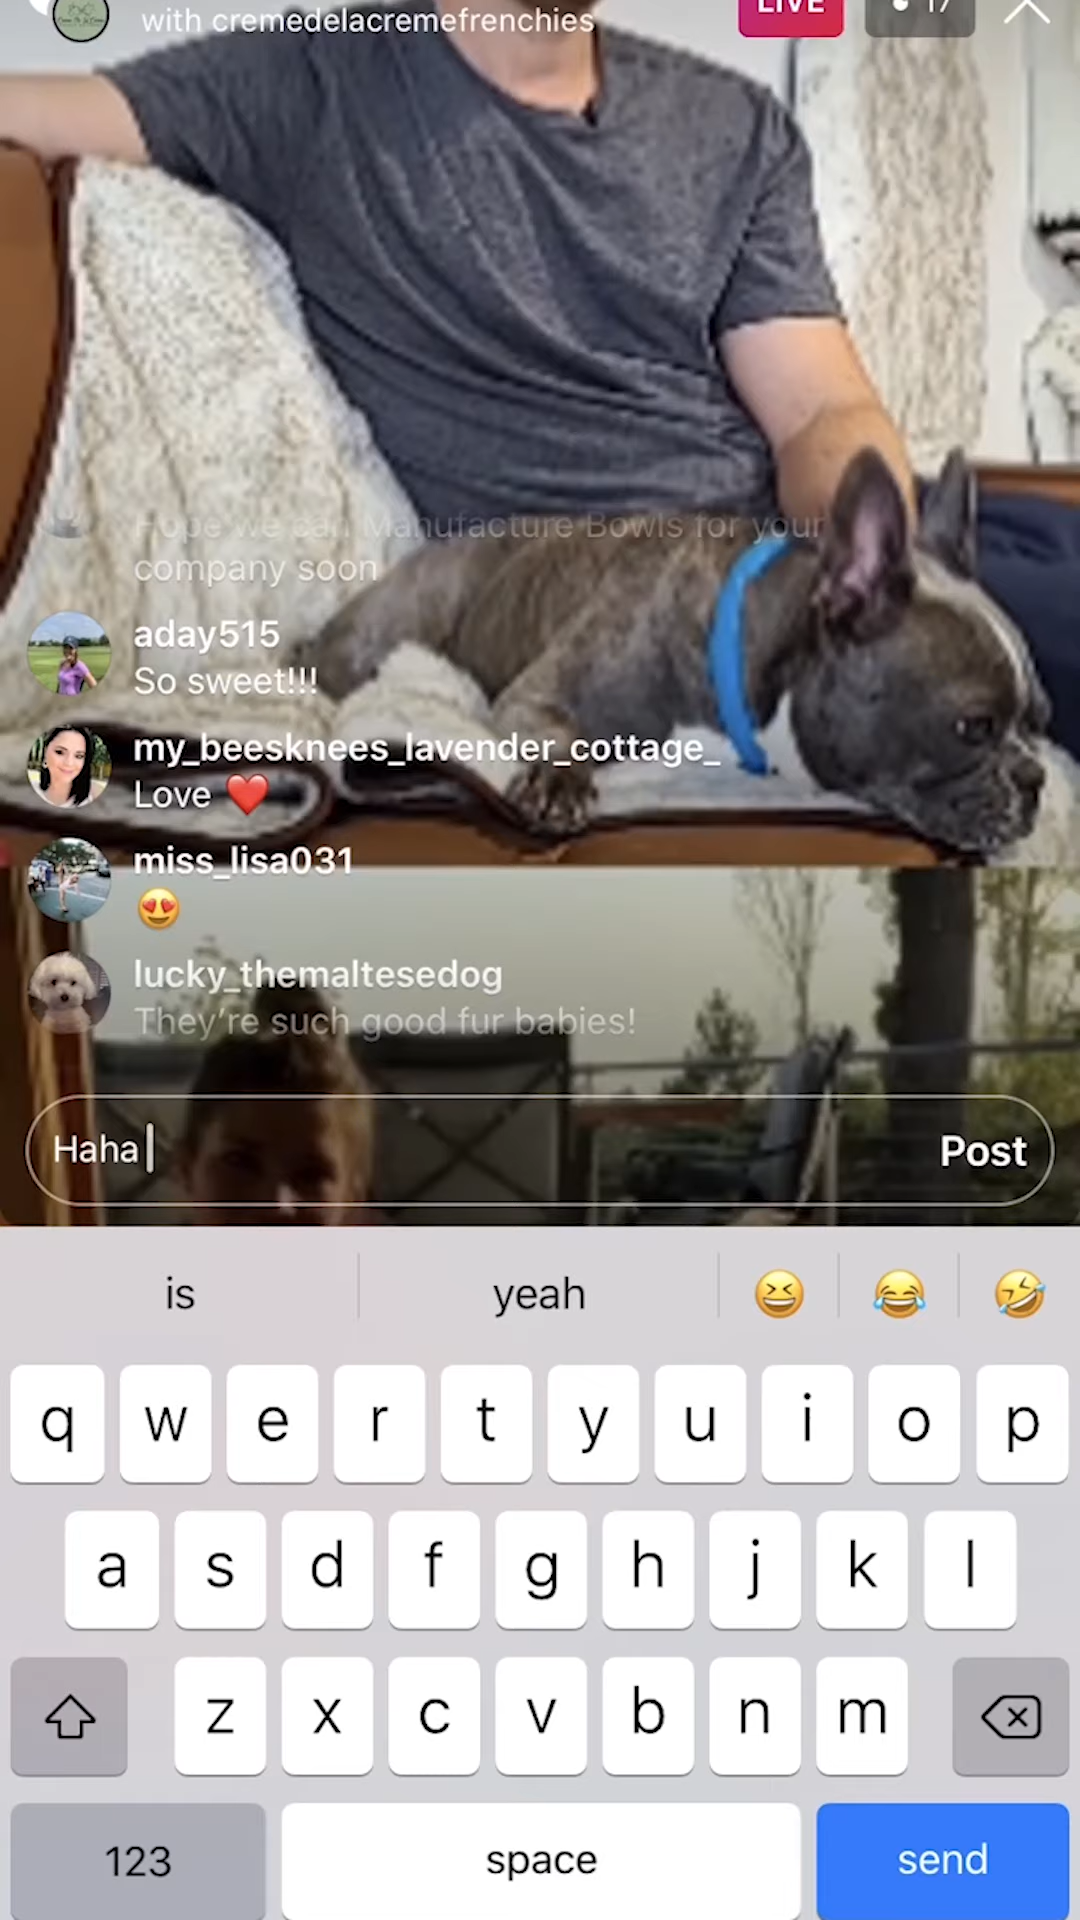 with cremedelacremefrenchies
LIVE
17
Hope we can Manufacture Bowls for your
company soon
aday515
So sweet!!!
my_beesknees_lavender_cottage_
Love ❤️
miss_lisa031
😍
lucky_themaltesedog
They’re such good fur babies!
Haha
Post
is yeah 😆 😂 🤣
q w e r t y u i o p
a s d f g h j k l
z x c v b n m
123 space send